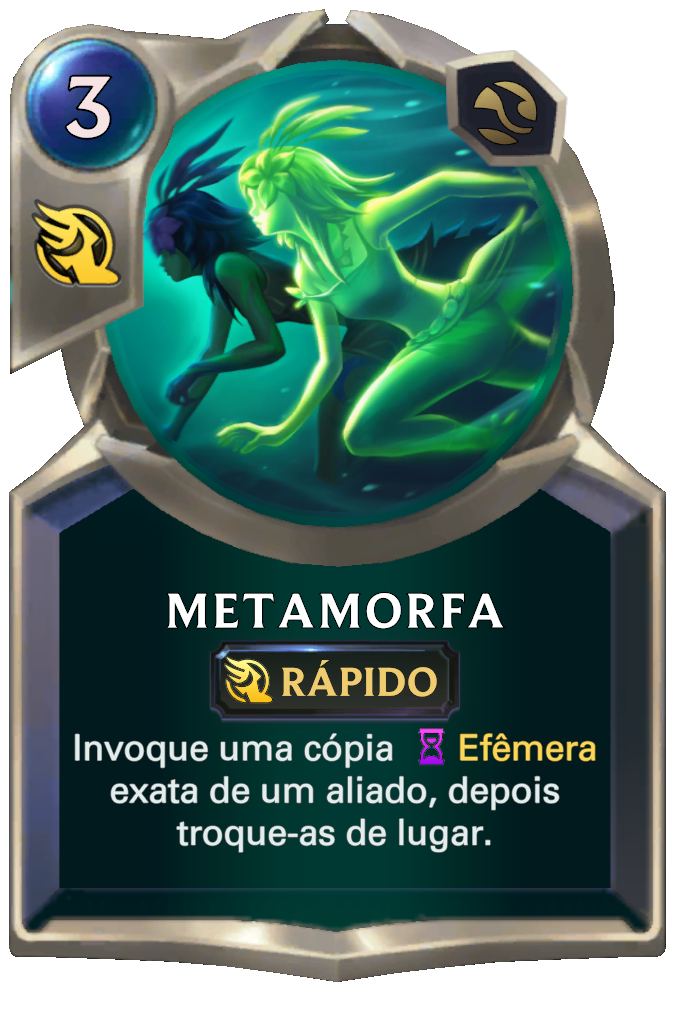 3
METAMORFA
RÁPIDO
Invoque uma cópia Efêmera
exata de um aliado, depois
troque-as de lugar.